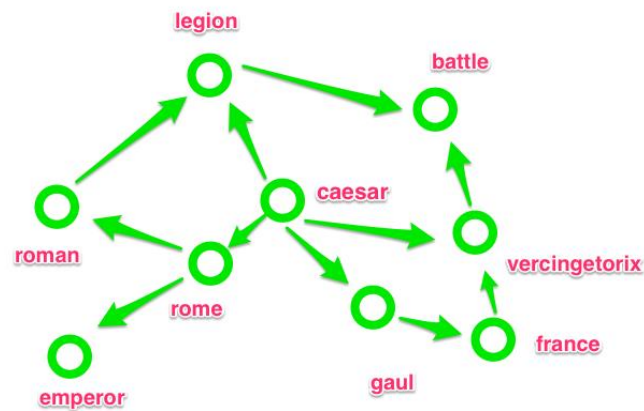 legion
battle
caesar
roman
vercingetorix
rome
france
gaul
emperor